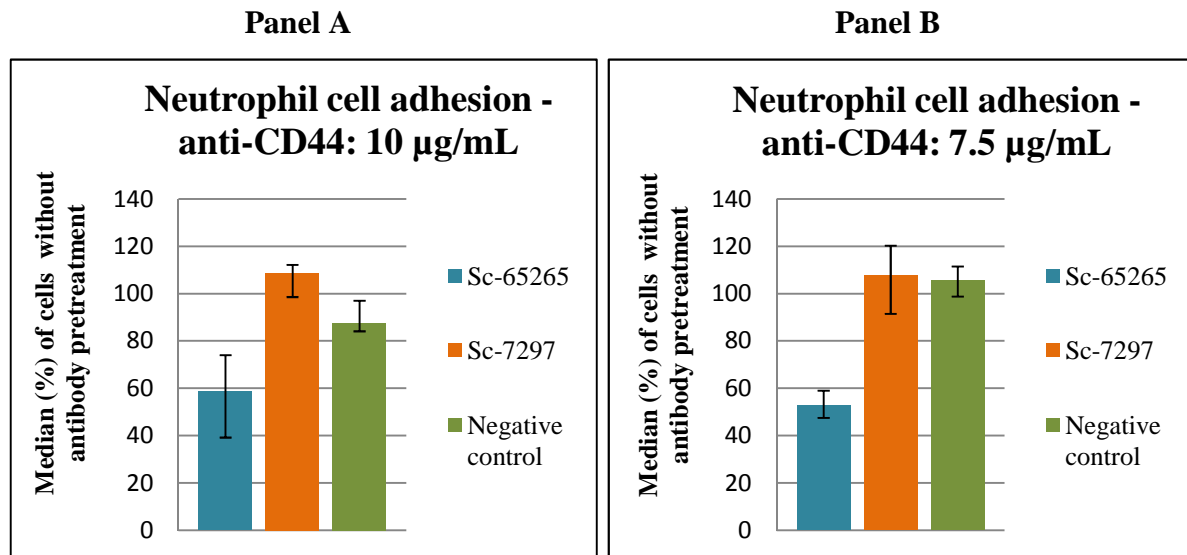 Panel A
Neutrophil cell adhesion -
anti-CD44: 10 µg/mL
Median (%) of cells without
antibody pretreatment
140
120
100
80
60
40
20
0
Sc-65265
Sc-7297
Negative
control
Panel B
Neutrophil cell adhesion -
anti-CD44: 7.5 µg/mL
Median (%) of cells without
antibody pretreatment
140
120
100
80
60
40
20
0
Sc-65265
Sc-7297
Negative
control